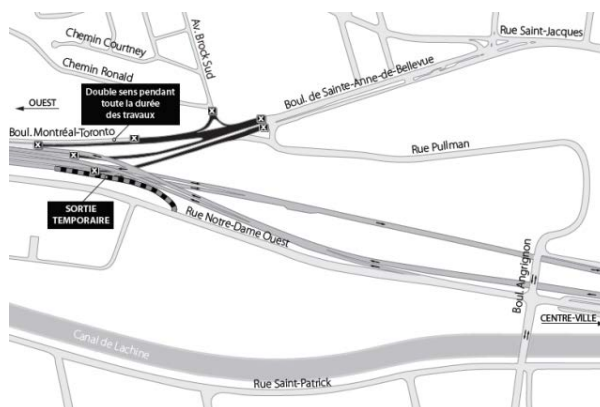 Rue Saint-Jacques
Chemin Courtney
Av. Brock Sud
Chemin Ronald
Boul. de Sainte-Anne-de-Bellevue
OUEST
Double sens pendant
toute la durée
des travaux
Boul. Montréal-Toronto
Rue Pullman
SORTIE
TEMPORAIRE
Rue Notre-Dame Ouest
Boul. Angrignon
CENTRE-VILLE
Canal de Lachine
Rue Saint-Patrick